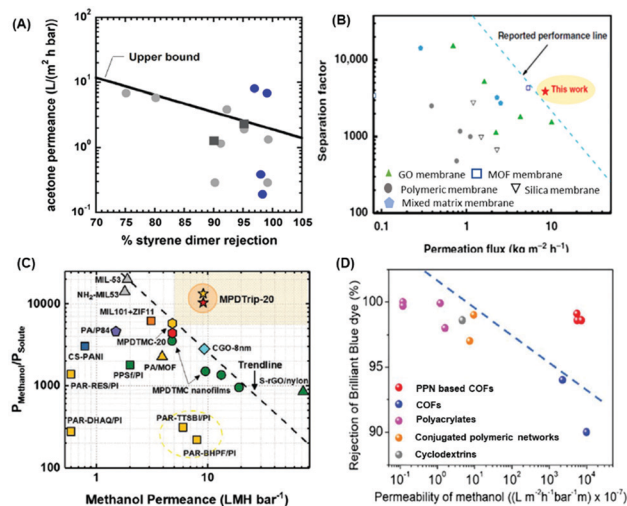 (A)
acetone permeance (L/(m² h bar))
10²
10¹
10⁰
10⁻¹
Upper bound
70 75 80 85 90 95 100 105
% styrene dimer rejection
(B)
Separation factor
14,000
10,000
1000
100
Reported performance line
This work
GO membrane
MOF membrane
Polymeric membrane
Silica membrane
Mixed matrix membrane
0.1 1 10
Permeation flux (kg m⁻² h⁻¹)
(C)
P Methanol/P Solute
10000
1000
100
MIL-53
NH₂-MIL53
MIL101+ZIF11
PA/P84
CS-PANI
PPSf/PI
PAR-RES/PI
PAR-DHAQ/PI
MPDTrip-20
MPDTMC-20
PA/MOF
CGO-8nm
Trendline
MPDTMC nanofilms
S-rGO/nylon
PAR-TTSBI/PI
PAR-BHPF/PI
1 10
Methanol Permeance (LMH bar⁻¹)
(D)
Rejection of Brilliant Blue dye (%)
100
95
90
PPN based COFs
COFs
Polyacrylates
Conjugated polymeric networks
Cyclodextrins
10⁻¹ 10⁰ 10¹ 10² 10³ 10⁴
Permeability of methanol ((L m⁻²h⁻¹bar⁻¹m) x 10⁻⁷)